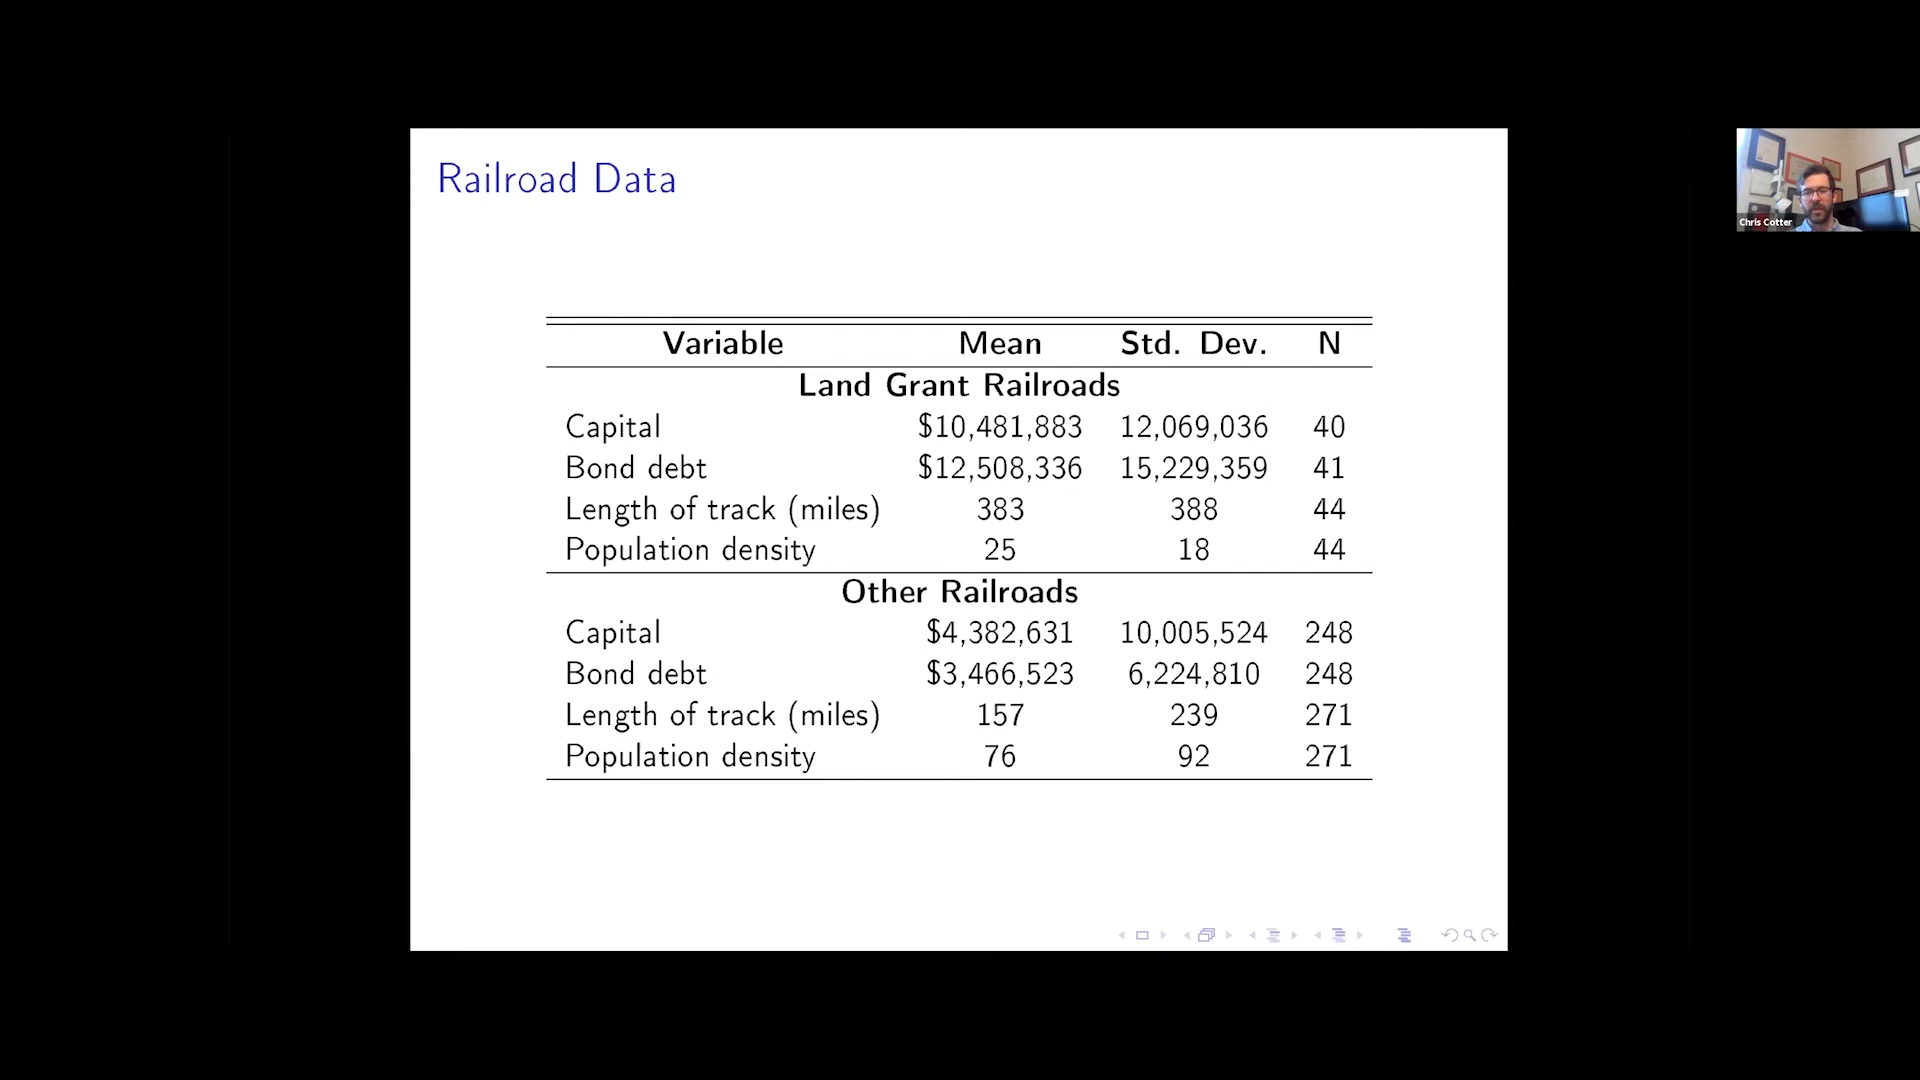 Railroad Data
Chris Cotter
Variable Mean Std. Dev. N
Land Grant Railroads
Capital $10,481,883 12,069,036 40
Bond debt $12,508,336 15,229,359 41
Length of track (miles) 383 388 44
Population density 25 18 44
Other Railroads
Capital $4,382,631 10,005,524 248
Bond debt $3,466,523 6,224,810 248
Length of track (miles) 157 239 271
Population density 76 92 271